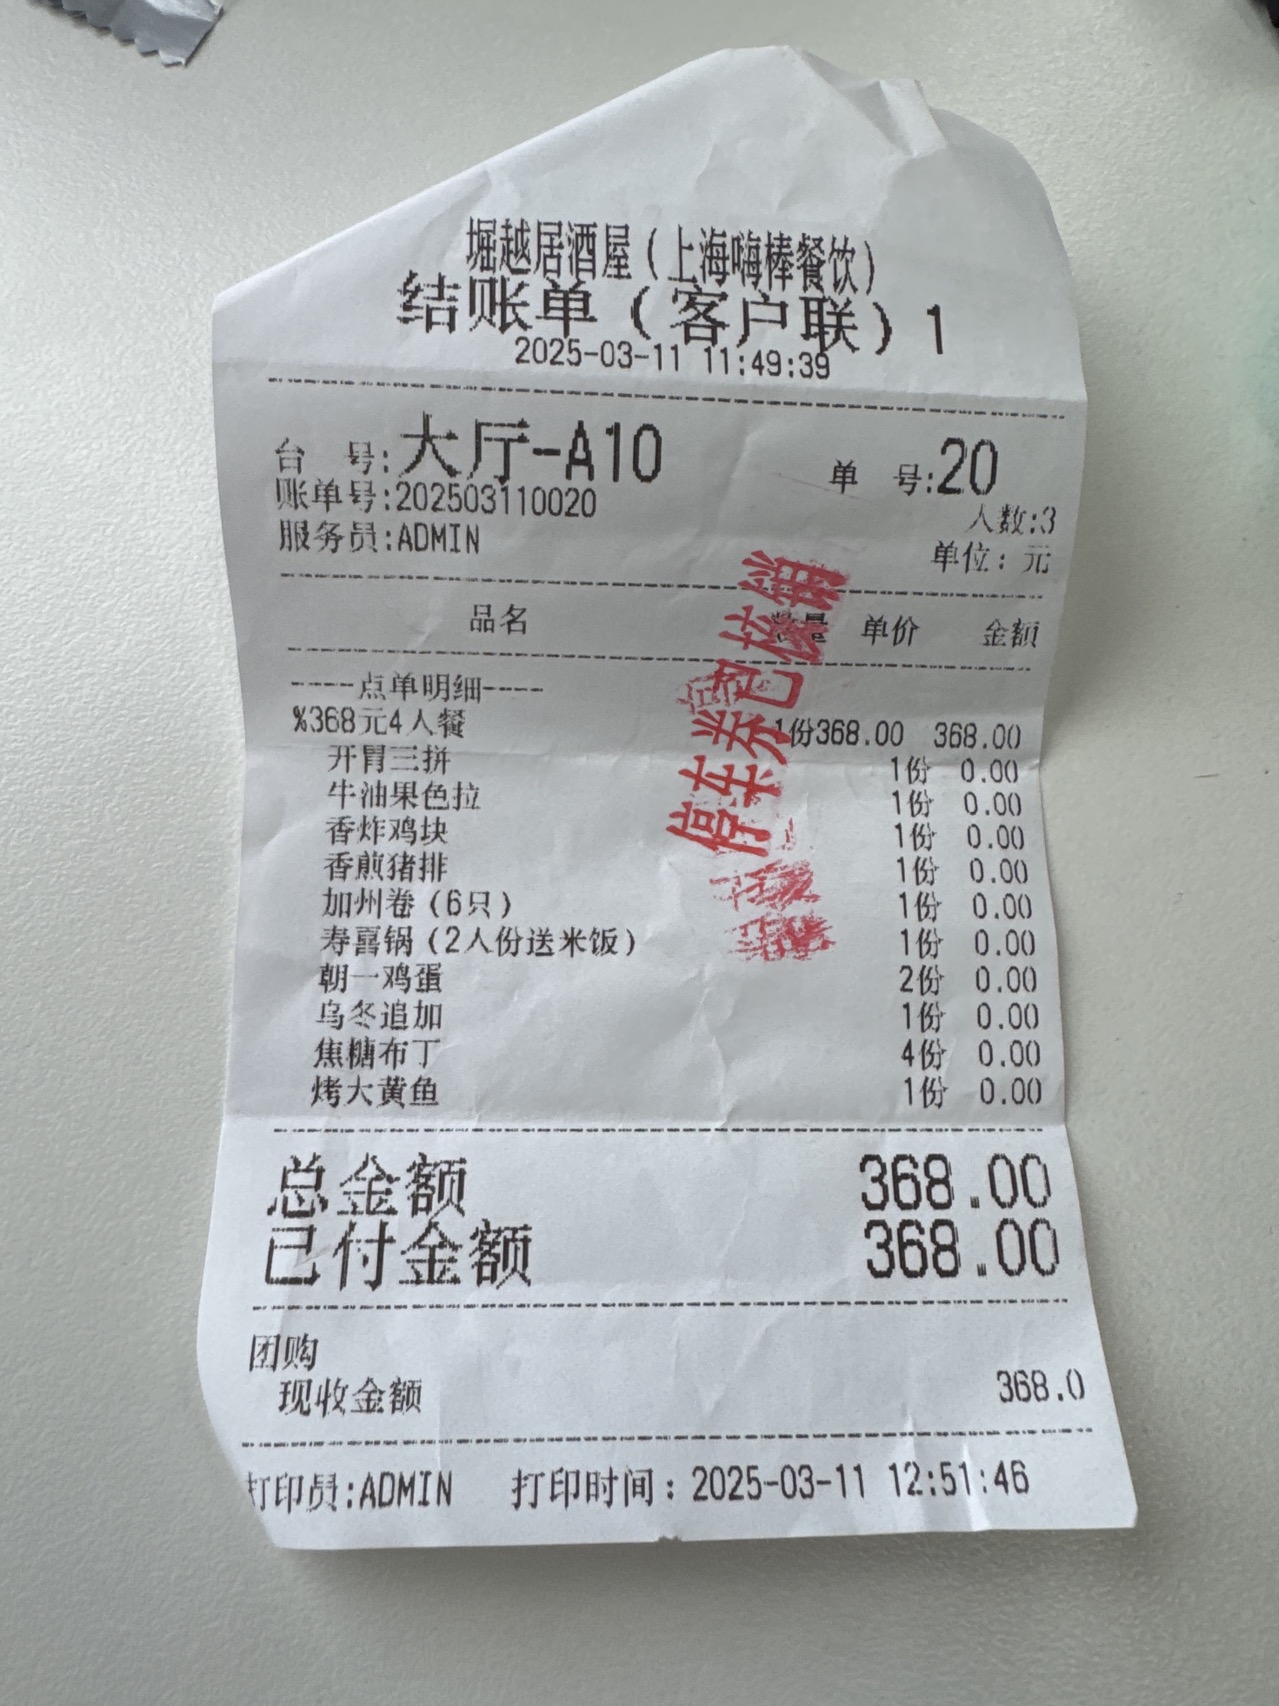 堀越居酒屋（上海嗨棒餐饮）
结账单（客户联）1
2025-03-11 11:49:39
台 号:大厅-A10 单 号:20
账单号:202503110020 人数:3
服务员:ADMIN 单位: 元
品名 数量 单价 金额
----点单明细----
%368元4人餐 1份368.00 368.00
开胃三拼 1份 0.00
牛油果色拉 1份 0.00
香炸鸡块 1份 0.00
香煎猪排 1份 0.00
加州卷（6只） 1份 0.00
寿喜锅（2人份送米饭） 1份 0.00
朝一鸡蛋 2份 0.00
乌冬追加 1份 0.00
焦糖布丁 4份 0.00
烤大黄鱼 1份 0.00
停车券已核销
总金额 368.00
已付金额 368.00
团购
现收金额 368.0
打印员:ADMIN 打印时间: 2025-03-11 12:51:46